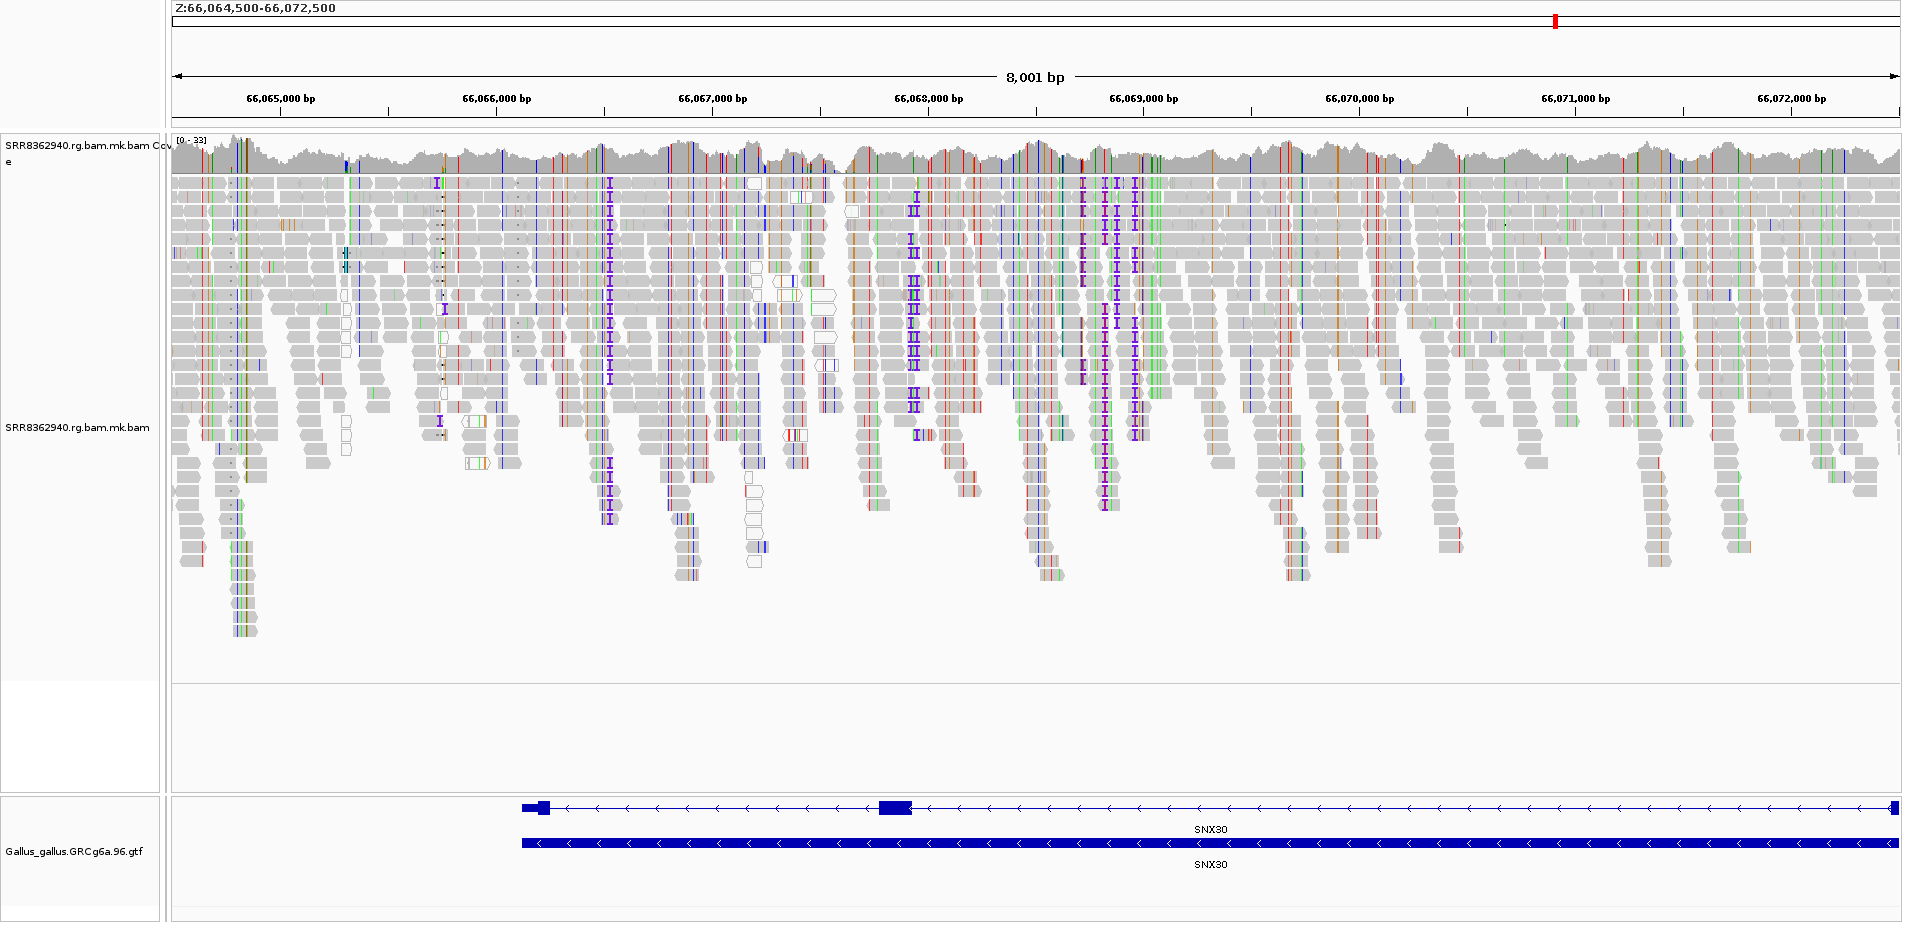 Z:66,064,500-66,072,500
8,001 bp
66,065,000 bp 66,066,000 bp 66,067,000 bp 66,068,000 bp 66,069,000 bp 66,070,000 bp 66,071,000 bp 66,072,000 bp
SRR8362940.rg.bam.mk.bam Cov
e
[0 - 33]
SRR8362940.rg.bam.mk.bam
SNX30
Gallus_gallus.GRCg6a.96.gtf
SNX30